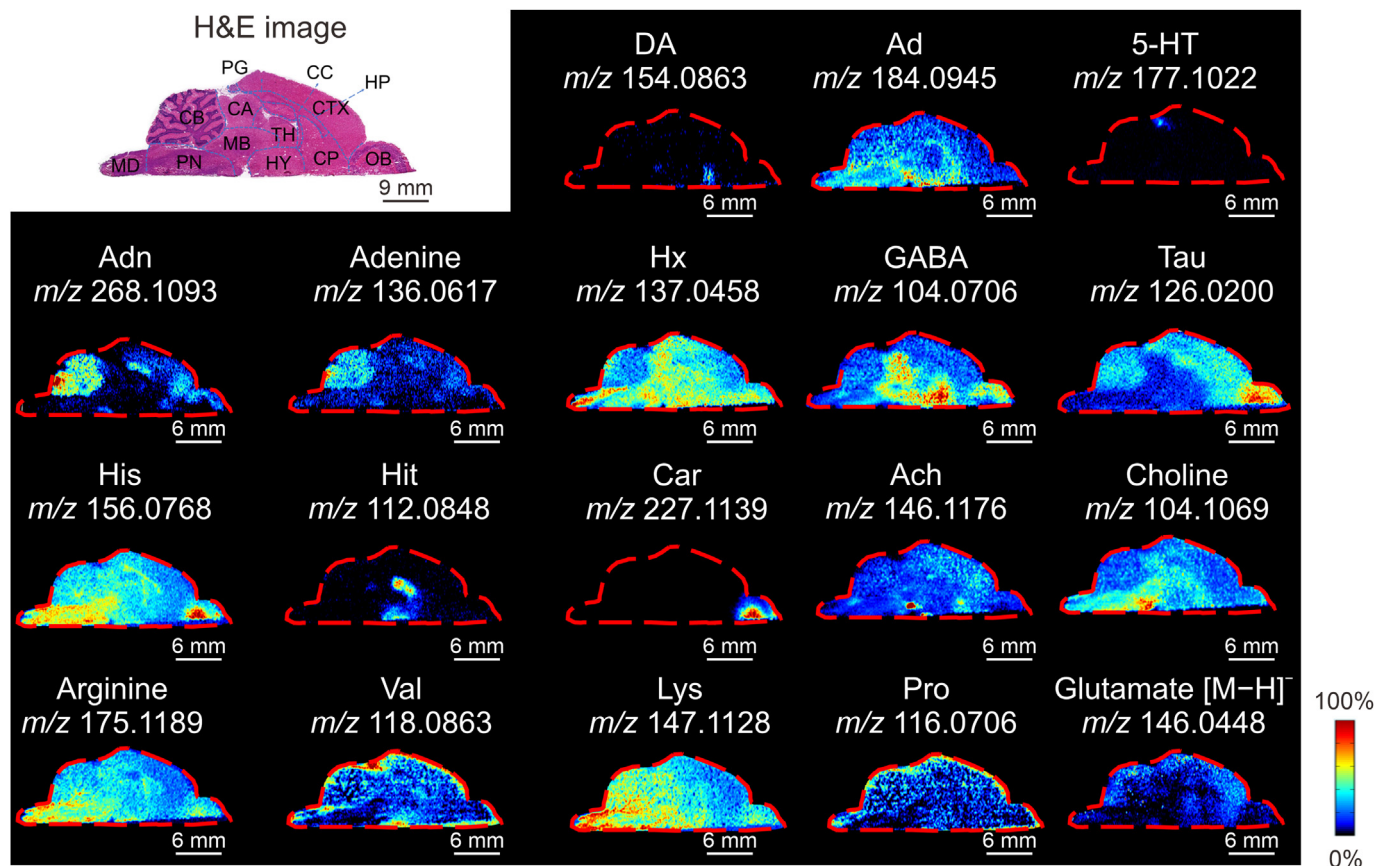 H&E image
PG
CC
HP
CA
CTX
CB
TH
MB
MD
PN
HY
CP
OB
9 mm
DA
m/z 154.0863
6 mm
Ad
m/z 184.0945
6 mm
5-HT
m/z 177.1022
6 mm
Adn
m/z 268.1093
6 mm
Adenine
m/z 136.0617
6 mm
Hx
m/z 137.0458
6 mm
GABA
m/z 104.0706
6 mm
Tau
m/z 126.0200
6 mm
His
m/z 156.0768
6 mm
Hit
m/z 112.0848
6 mm
Car
m/z 227.1139
6 mm
Ach
m/z 146.1176
6 mm
Choline
m/z 104.1069
6 mm
Arginine
m/z 175.1189
6 mm
Val
m/z 118.0863
6 mm
Lys
m/z 147.1128
6 mm
Pro
m/z 116.0706
6 mm
Glutamate [M−H]⁻
m/z 146.0448
6 mm
100%
0%